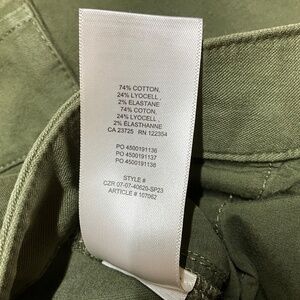 74% COTTON,
24% LYOCELL,
2% ELASTANE
74% COTON,
24% LYOCELL,
2% ÉLASTHANNE
CA 23725 RN 122354
PO 4500191136
PO 4500191137
PO 4500191138
STYLE #
CZR 07-07-40620-SP23
ARTICLE # 107062